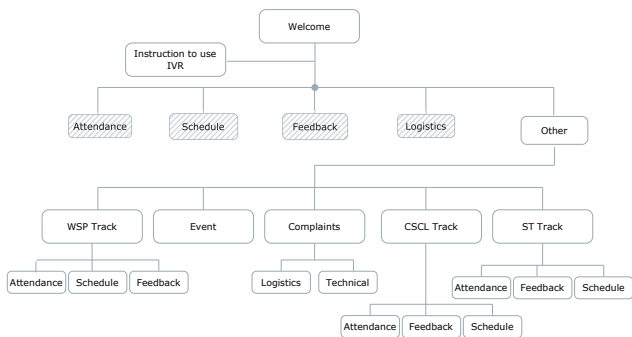 Welcome
Instruction to use
IVR
Attendance
Schedule
Feedback
Logistics
Other
WSP Track
Event
Complaints
CSCL Track
ST Track
Attendance
Schedule
Feedback
Logistics
Technical
Attendance
Feedback
Schedule
Attendance
Feedback
Schedule